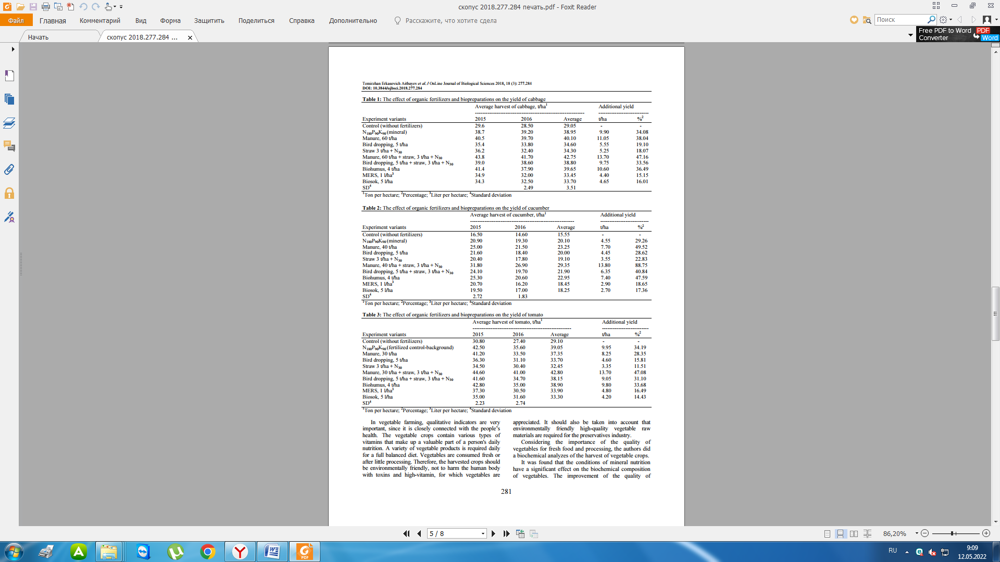 скопус 2018.277.284 печать.pdf - Foxit Reader
Файл Главная Комментарий Вид Форма Защитить Поделиться Справка Дополнительно Расскажите, что хотите сдела Поиск
Начать скопус 2018.277.284 ... x
Free PDF to Word PDF
Converter Word
Temirzhan Erkasovich Aitbayev et al. / OnLine Journal of Biological Sciences 2018, 18 (3): 277.284
DOI: 10.3844/ojbsci.2018.277.284
Table 1: The effect of organic fertilizers and biopreparations on the yield of cabbage
Average harvest of cabbage, t/ha¹ Additional yield
Experiment variants 2015 2016 Average t/ha %²
Control (without fertilizers) 29.6 28.50 29.05 - -
N₁₈₀P₉₀K₉₀ (mineral) 38.7 39.20 38.95 9.90 34.08
Manure, 60 t/ha 40.5 39.70 40.10 11.05 38.04
Bird dropping, 5 t/ha 35.4 33.80 34.60 5.55 19.10
Straw 3 t/ha + N₃₀ 36.2 32.40 34.30 5.25 18.07
Manure, 60 t/ha + straw, 3 t/ha + N₃₀ 43.8 41.70 42.75 13.70 47.16
Bird dropping, 5 t/ha + straw, 3 t/ha + N₃₀ 39.0 38.60 38.80 9.75 33.56
Biohumus, 4 t/ha 41.4 37.90 39.65 10.60 36.49
MERS, 1 l/ha³ 34.9 32.00 33.45 4.40 15.15
Biosok, 5 l/ha 34.3 32.50 33.70 4.65 16.01
SD⁴ 2.49 3.51
¹Ton per hectare; ²Percentage; ³Liter per hectare; ⁴Standard deviation
Table 2: The effect of organic fertilizers and biopreparations on the yield of cucumber
Average harvest of cucumber, t/ha¹ Additional yield
Experiment variants 2015 2016 Average t/ha %²
Control (without fertilizers) 16.50 14.60 15.55 - -
N₁₈₀P₉₀K₉₀ (mineral) 20.90 19.30 20.10 4.55 29.26
Manure, 40 t/ha 25.00 21.50 23.25 7.70 49.52
Bird dropping, 5 t/ha 21.60 18.40 20.00 4.45 28.62
Straw 3 t/ha + N₃₀ 20.40 17.80 19.10 3.55 22.83
Manure, 40 t/ha + straw, 3 t/ha + N₃₀ 31.80 26.90 29.35 13.80 88.75
Bird dropping, 5 t/ha + straw, 3 t/ha + N₃₀ 24.10 19.70 21.90 6.35 40.84
Biohumus, 4 t/ha 25.30 20.60 22.95 7.40 47.59
MERS, 1 l/ha³ 20.70 16.20 18.45 2.90 18.65
Biosok, 5 l/ha 19.50 17.00 18.25 2.70 17.36
SD⁴ 2.72 1.83
¹Ton per hectare; ²Percentage; ³Liter per hectare; ⁴Standard deviation
Table 3: The effect of organic fertilizers and biopreparations on the yield of tomato
Average harvest of tomato, t/ha¹ Additional yield
Experiment variants 2015 2016 Average t/ha %²
Control (without fertilizers) 30.80 27.40 29.10 - -
N₁₈₀P₉₀K₉₀ (fertilized control-background) 42.50 35.60 39.05 9.95 34.19
Manure, 30 t/ha 41.20 33.50 37.35 8.25 28.35
Bird dropping, 5 t/ha 36.30 31.10 33.70 4.60 15.81
Straw 3 t/ha + N₃₀ 34.50 30.40 32.45 3.35 11.51
Manure, 30 t/ha + straw, 3 t/ha + N₃₀ 44.60 41.00 42.80 13.70 47.08
Bird dropping, 5 t/ha + straw, 3 t/ha + N₃₀ 41.60 34.70 38.15 9.05 31.10
Biohumus, 4 t/ha 42.80 35.00 38.90 9.80 33.68
MERS, 1 l/ha³ 37.30 30.50 33.90 4.80 16.49
Biosok, 5 l/ha 35.00 31.60 33.30 4.20 14.43
SD⁴ 2.23 2.74
¹Ton per hectare; ²Percentage; ³Liter per hectare; ⁴Standard deviation
In vegetable farming, qualitative indicators are very
important, since it is closely connected with the people's
health. The vegetable crops contain various types of
vitamins that make up a valuable part of a person's daily
nutrition. A variety of vegetable products is required daily
for a full balanced diet. Vegetables are consumed fresh or
after little processing. Therefore, the harvested crops should
be environmentally friendly, not to harm the human body
with toxins and high-vitamin, for which vegetables are
appreciated. It should also be taken into account that
environmentally friendly high-quality vegetable raw
materials are required for the preservatives industry.
Considering the importance of the quality of
vegetables for fresh food and processing, the authors did
a biochemical analyzes of the harvest of vegetable crops.
It was found that the conditions of mineral nutrition
have a significant effect on the biochemical composition
of vegetables. The improvement of the quality of
281
5 / 8 86,20%
RU 9:09
12.05.2022